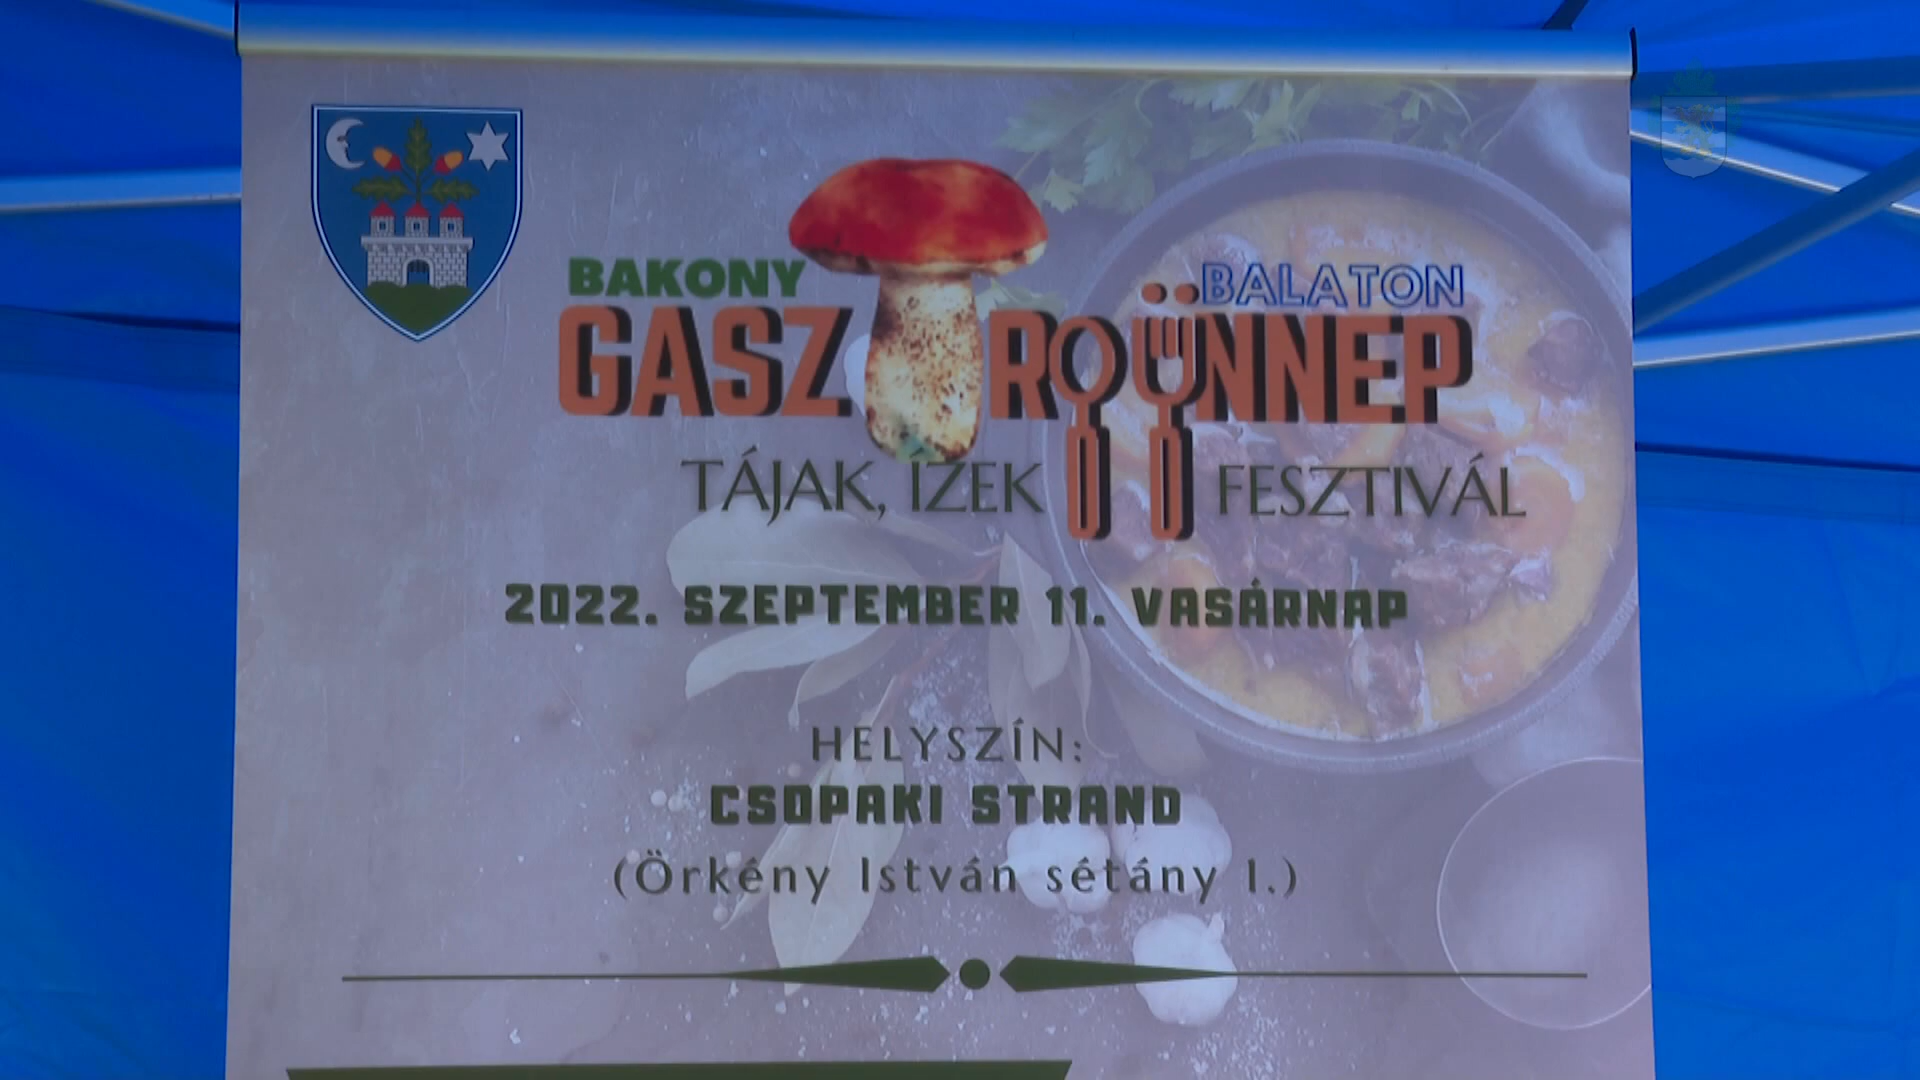 BAKONY BALATON
GASZTROÜNNEP
TÁJAK, ÍZEK FESZTIVÁL
2022. SZEPTEMBER 11. VASÁRNAP
HELYSZÍN:
CSOPAKI STRAND
(Örkény István sétány 1.)